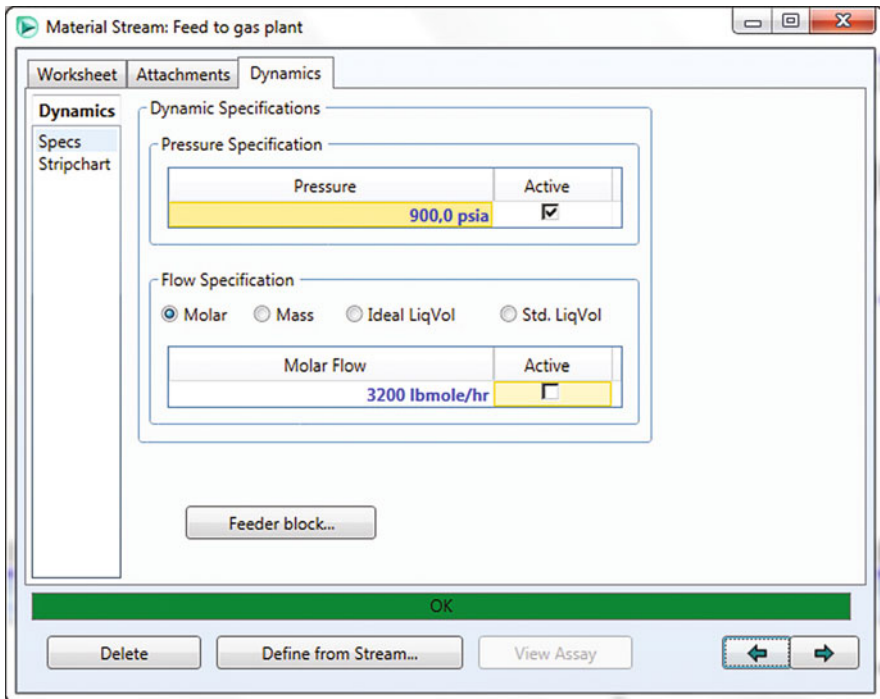 Material Stream: Feed to gas plant
Worksheet Attachments Dynamics
Dynamics
Specs
Stripchart
Dynamic Specifications
Pressure Specification
Pressure Active
900,0 psia
Flow Specification
Molar Mass Ideal LiqVol Std. LiqVol
Molar Flow Active
3200 lbmole/hr
Feeder block...
OK
Delete Define from Stream... View Assay